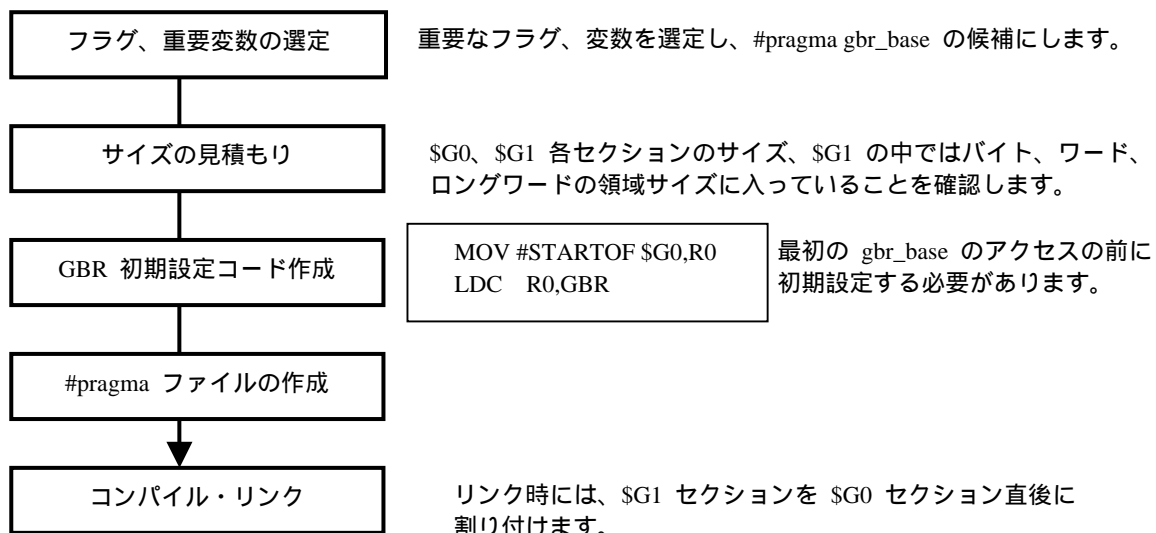 フラグ、重要変数の選定
重要なフラグ、変数を選定し、#pragma gbr_base の候補にします。
サイズの見積もり
$G0、$G1 各セクションのサイズ、$G1 の中ではバイト、ワード、
ロングワードの領域サイズに入っていることを確認します。
GBR 初期設定コード作成
MOV #STARTOF $G0,R0
LDC R0,GBR
最初の gbr_base のアクセスの前に
初期設定する必要があります。
#pragma ファイルの作成
コンパイル・リンク
リンク時には、$G1 セクションを $G0 セクション直後に
割り付けます。